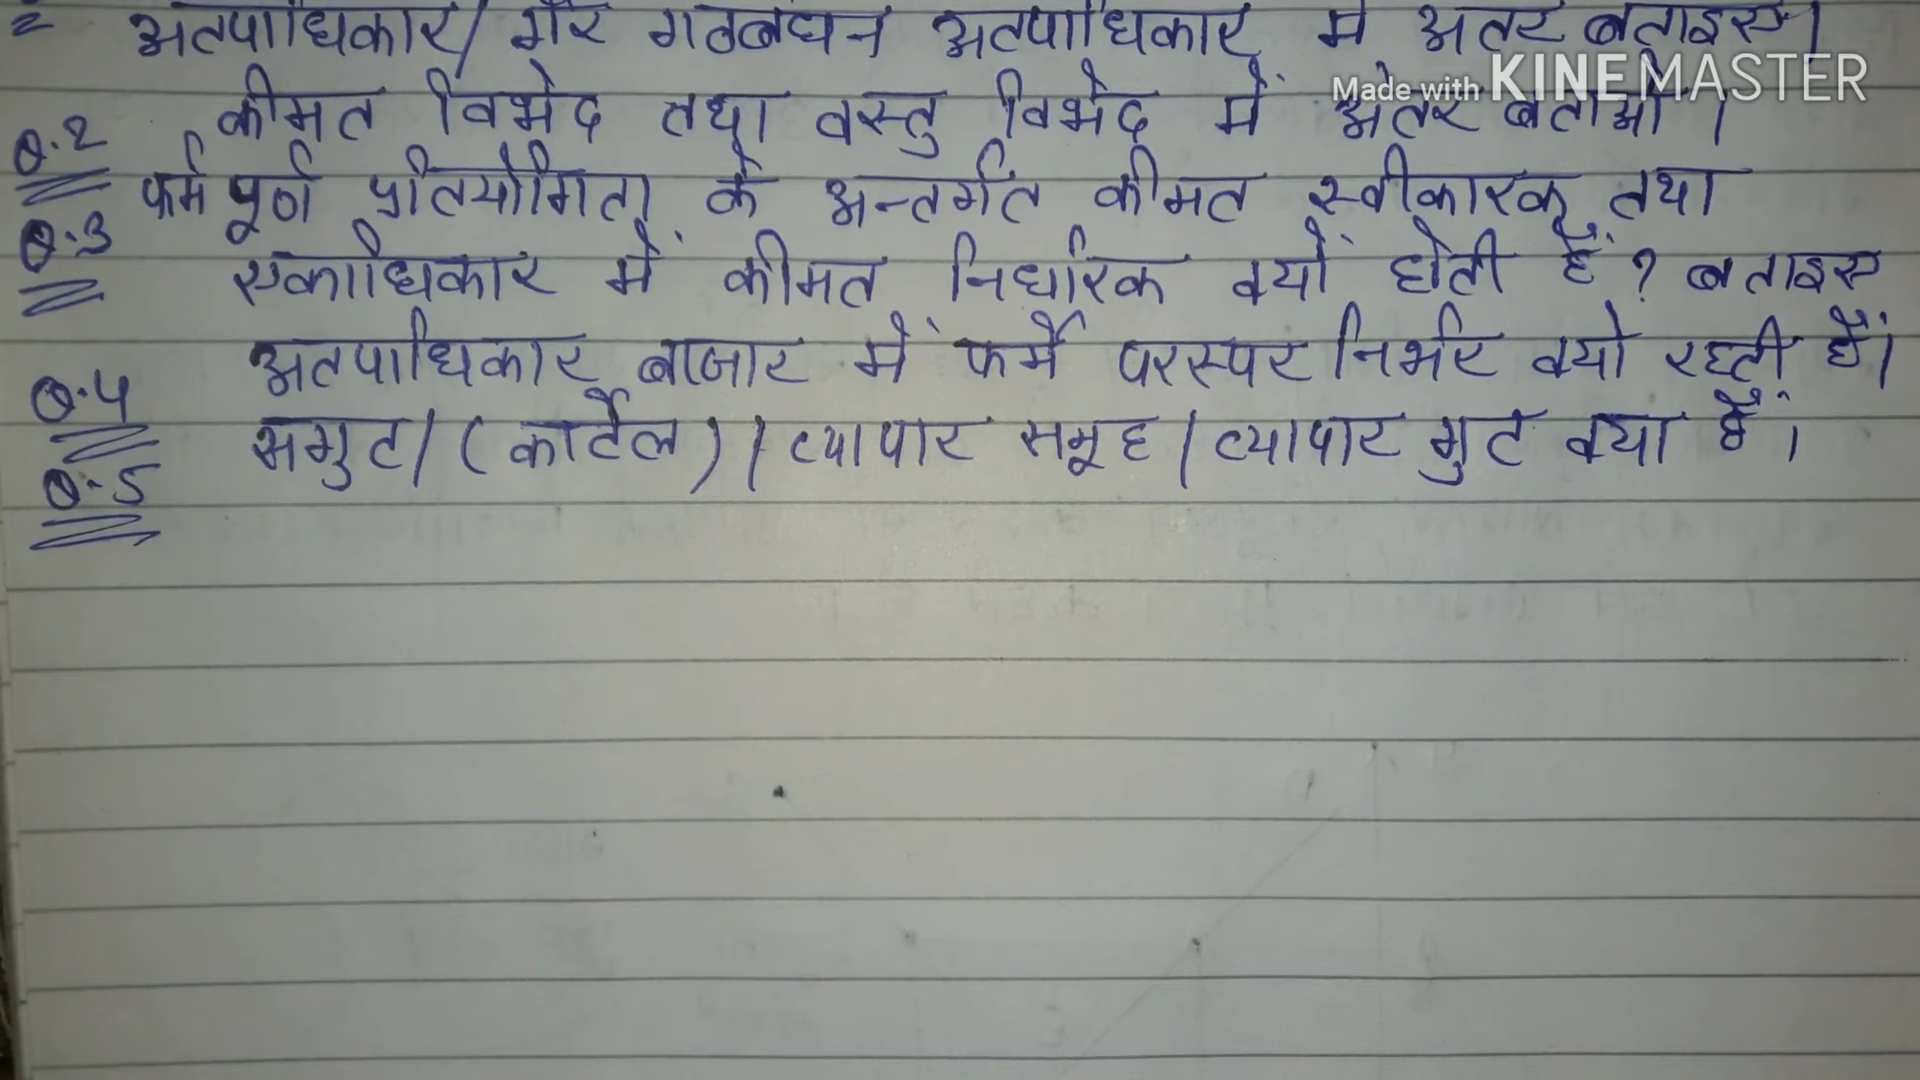 अल्पाधिकार/ गैर गठबंधन अल्पाधिकार में अंतर बताइए।
Made with KINEMASTER
Q.2 कीमत विभेद तथा वस्तु विभेद में अंतर बताओ।
Q.3 फर्म पूर्ण प्रतियोगिता के अन्तर्गत कीमत स्वीकारक तथा
एकाधिकार में कीमत निर्धारक क्यों होती हैं? बताइए
Q.4 अल्पाधिकार बाजार में फर्में परस्पर निर्भर क्यो रहती हैं।
Q.5 समुट/(कार्टेल)/व्यापार समूह/व्यापार गुट क्या हैं।